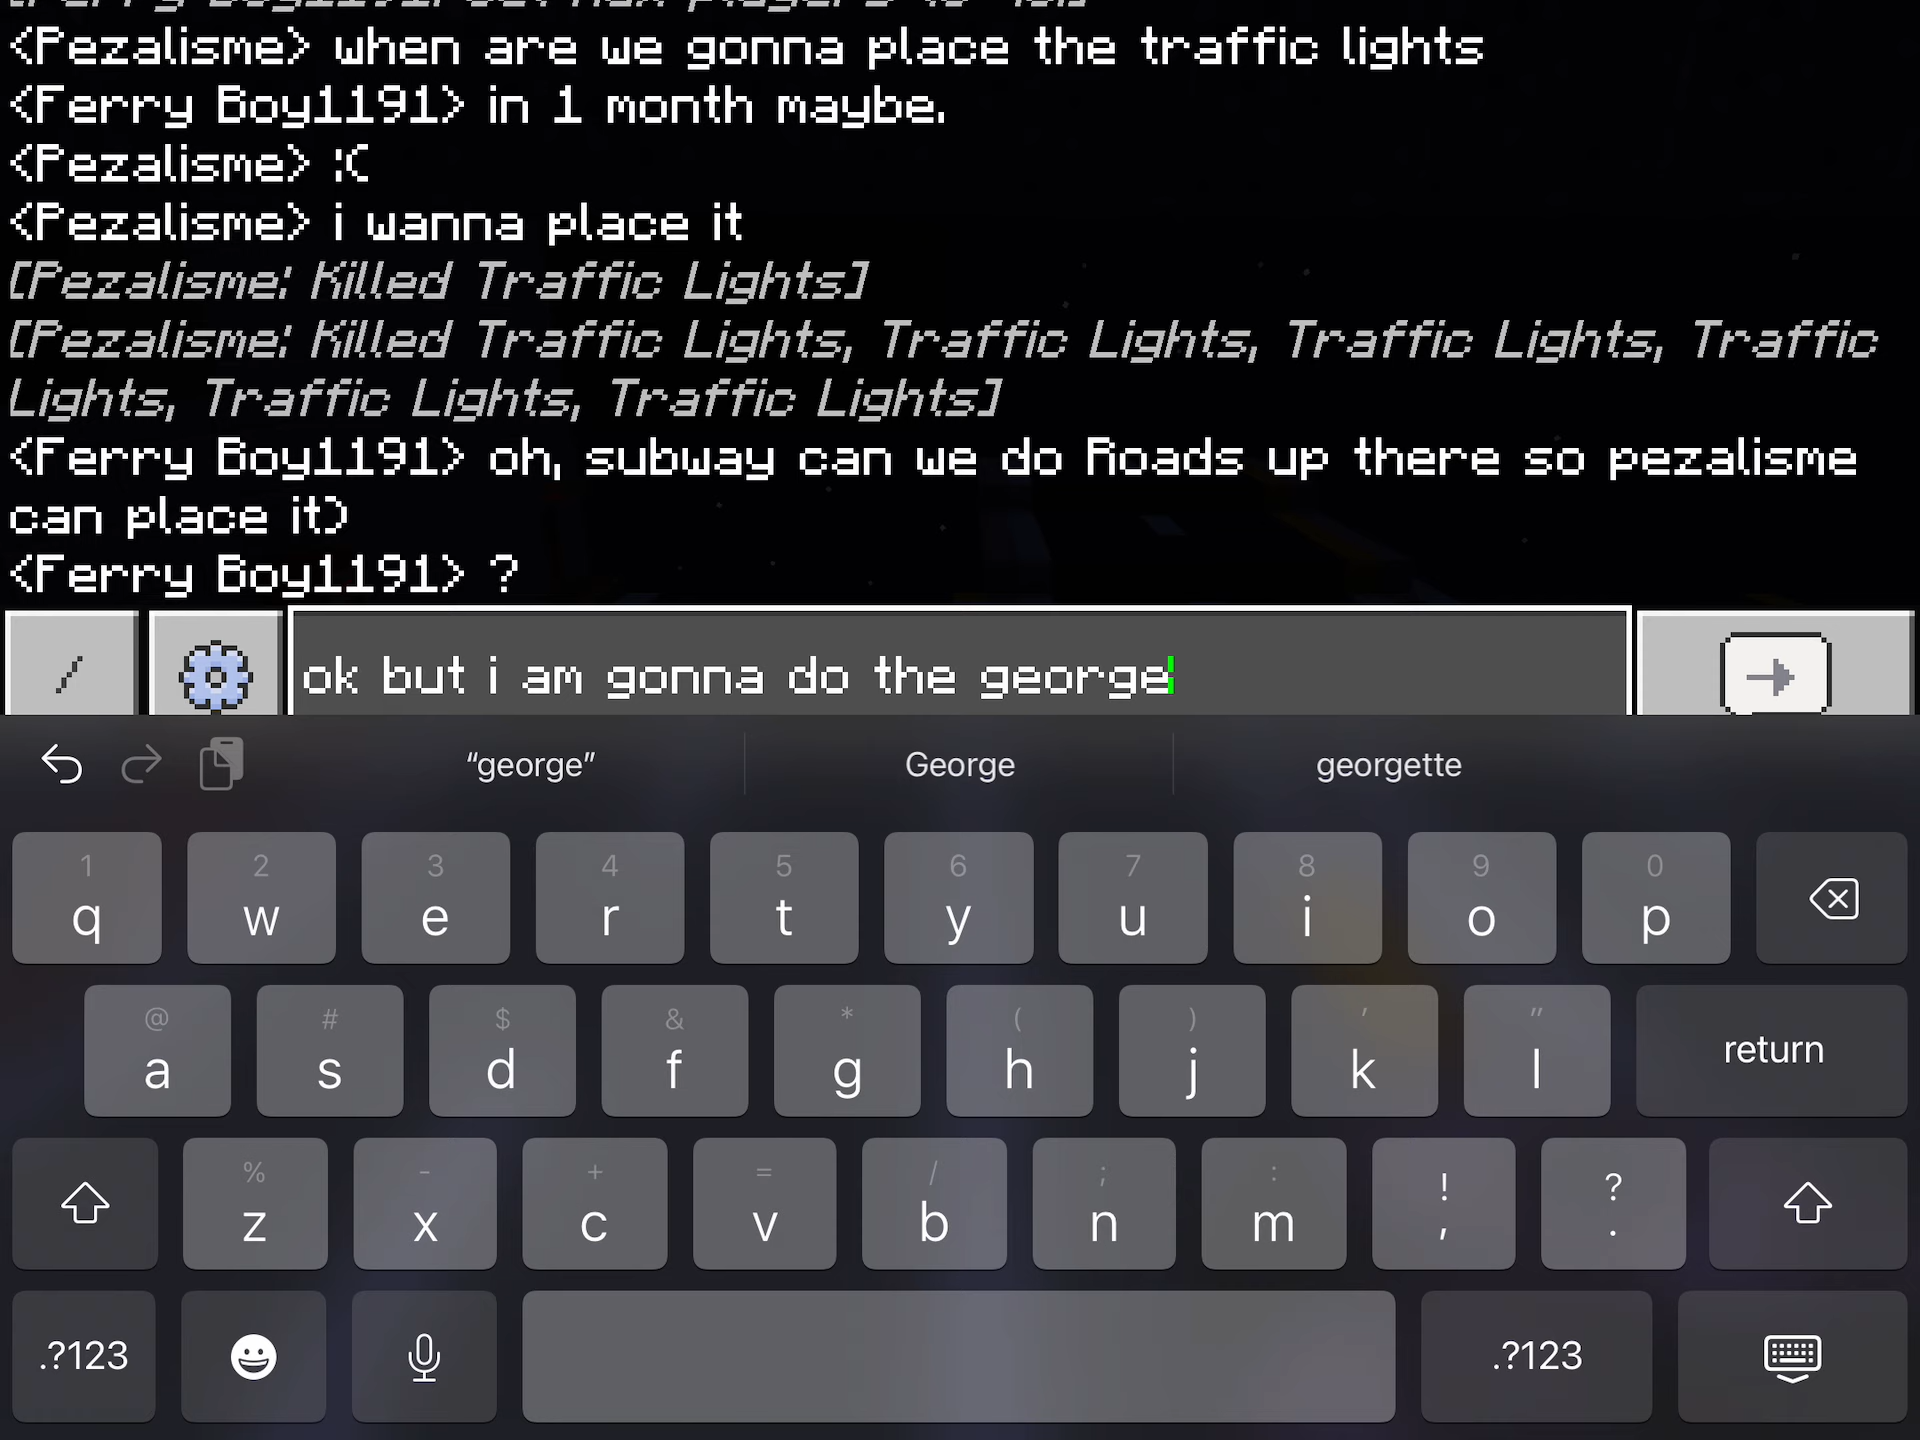 <Pezalisme> when are we gonna place the traffic lights
<Ferry Boy1191> in 1 month maybe.
<Pezalisme> :(
<Pezalisme> i wanna place it
[Pezalisme: Killed Traffic Lights]
[Pezalisme: Killed Traffic Lights, Traffic Lights, Traffic Lights, Traffic
Lights, Traffic Lights, Traffic Lights]
<Ferry Boy1191> oh, subway can we do Roads up there so pezalisme
can place it)
<Ferry Boy1191> ?
/ ok but i am gonna do the george
“george” George georgette
1 2 3 4 5 6 7 8 9 0
q w e r t y u i o p
@ # $ & * ( ) ' "
a s d f g h j k l return
% - + = / ; : ! ?
z x c v b n m , .
.?123 .?123